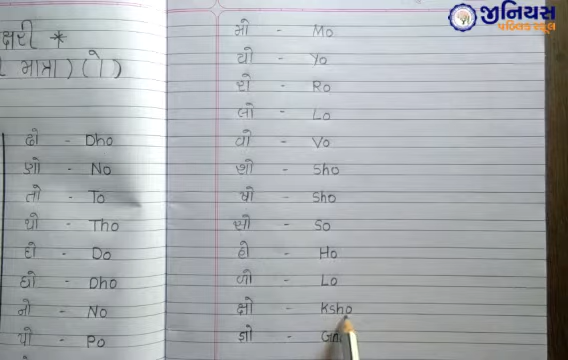 ક્ષરી *
માત્રા) (ો)
ઢો - Dho
ણો - No
તો - To
થો - Tho
દો - Do
ધો - Dho
નો - No
પો - Po
મો - Mo
યો - Yo
રો - Ro
લો - Lo
વો - Vo
શો - Sho
ષો - Sho
સો - So
હો - Ho
ળો - Lo
ક્ષો - Ksho
જ્ઞો -
જીનિયસ
પબ્લિક સ્કૂલ